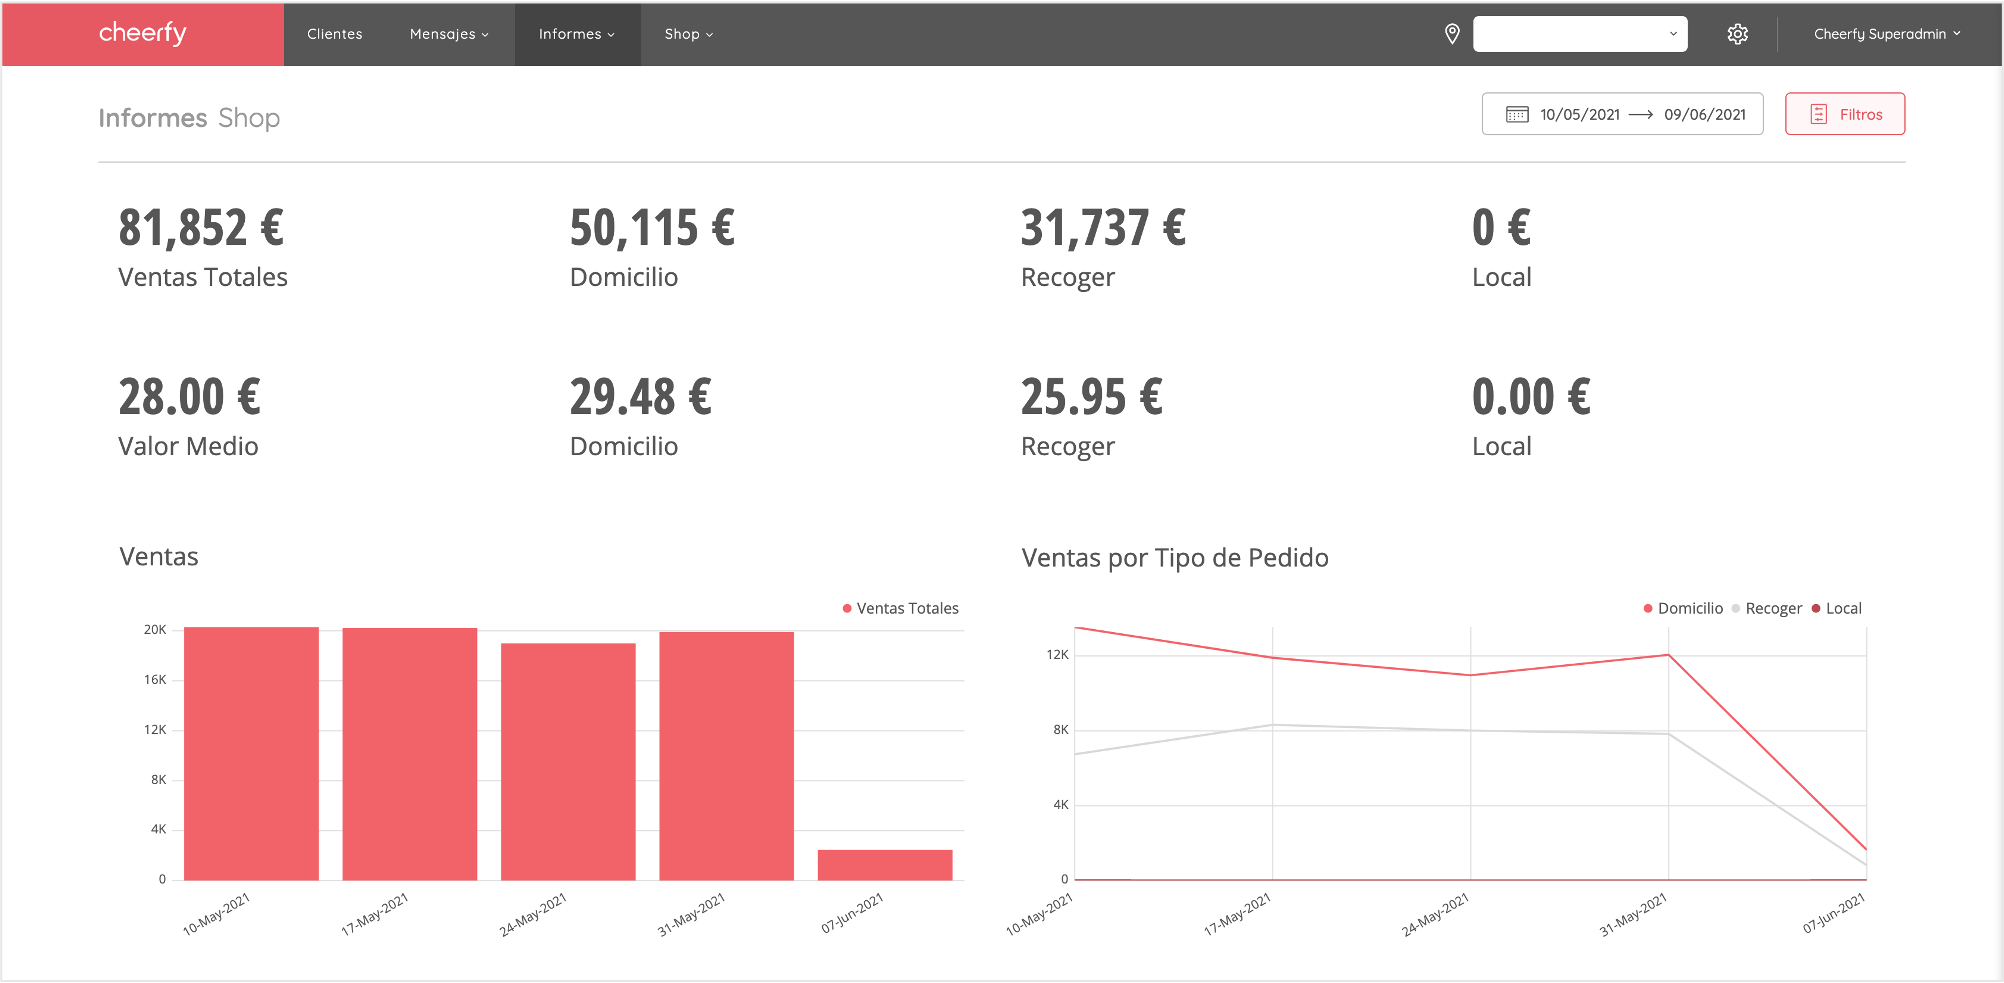 cheerfy
Clientes
Mensajes
Informes
Shop
Cheerfy Superadmin
Informes Shop
10/05/2021 → 09/06/2021
Filtros
81,852 €
Ventas Totales
50,115 €
Domicilio
31,737 €
Recoger
0 €
Local
28.00 €
Valor Medio
29.48 €
Domicilio
25.95 €
Recoger
0.00 €
Local
Ventas
Ventas Totales
20K
16K
12K
8K
4K
0
10-May-2021
17-May-2021
24-May-2021
31-May-2021
07-Jun-2021
Ventas por Tipo de Pedido
Domicilio
Recoger
Local
12K
8K
4K
0
10-May-2021
17-May-2021
24-May-2021
31-May-2021
07-Jun-2021